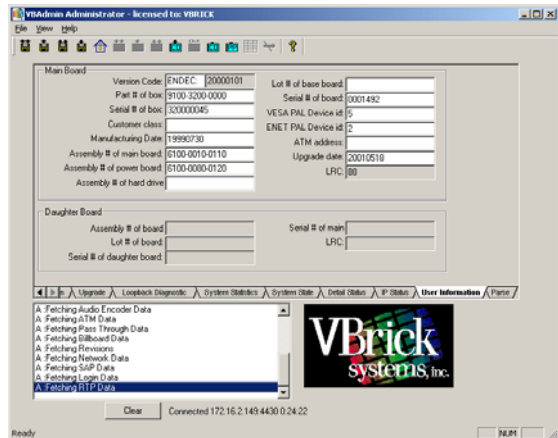 VBAdmin Administrator - licensed to: VBRICK
File View Help
Main Board
Version Code: ENDEC: 20000101
Part # of box: 9100-3200-0000
Serial # of box: 320000045
Customer class:
Manufacturing Date: 19990730
Assembly # of main board: 6100-0010-0110
Assembly # of power board: 6100-0080-0120
Assembly # of hard drive
Lot # of base board:
Serial # of board: 0001492
VESA PAL Device id: 5
ENET PAL Device id: 2
ATM address:
Upgrade date: 20010518
LRC: 00
Daughter Board
Assembly # of board
Lot # of board:
Serial # of daughter board:
Serial # of main
LRC:
Upgrade Loopback Diagnostic System Statistics System State Detail Status IP Status User Information Parse
A :Fetching Audio Encoder Data
A :Fetching ATM Data
A :Fetching Pass Through Data
A :Fetching Billboard Data
A :Fetching Revisions
A :Fetching Network Data
A :Fetching SAP Data
A :Fetching Login Data
A :Fetching RTP Data
VBrick
systems, inc.
Clear Connected 172.16.2.149:4430 0:24:22
Ready NUM